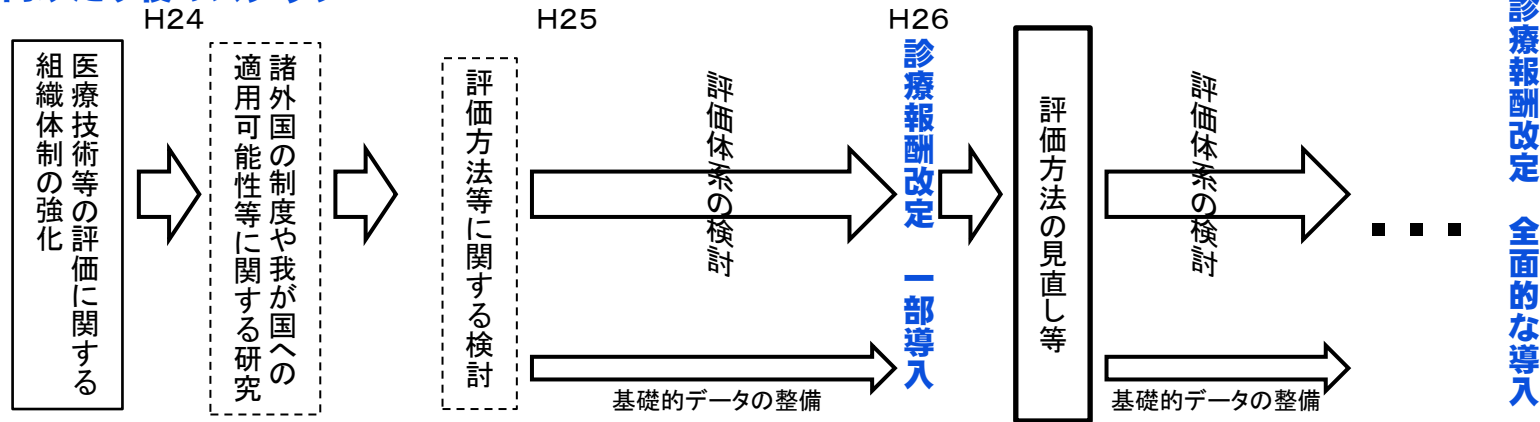 H24
H25
H26
医療技術等の評価に関する
組織体制の強化
諸外国の制度や我が国への
適用可能性等に関する研究
評価方法等に関する検討
評価体系の検討
基礎的データの整備
診療報酬改定　一部導入
評価方法の見直し等
評価体系の検討
基礎的データの整備
・・・
診療報酬改定　全面的な導入